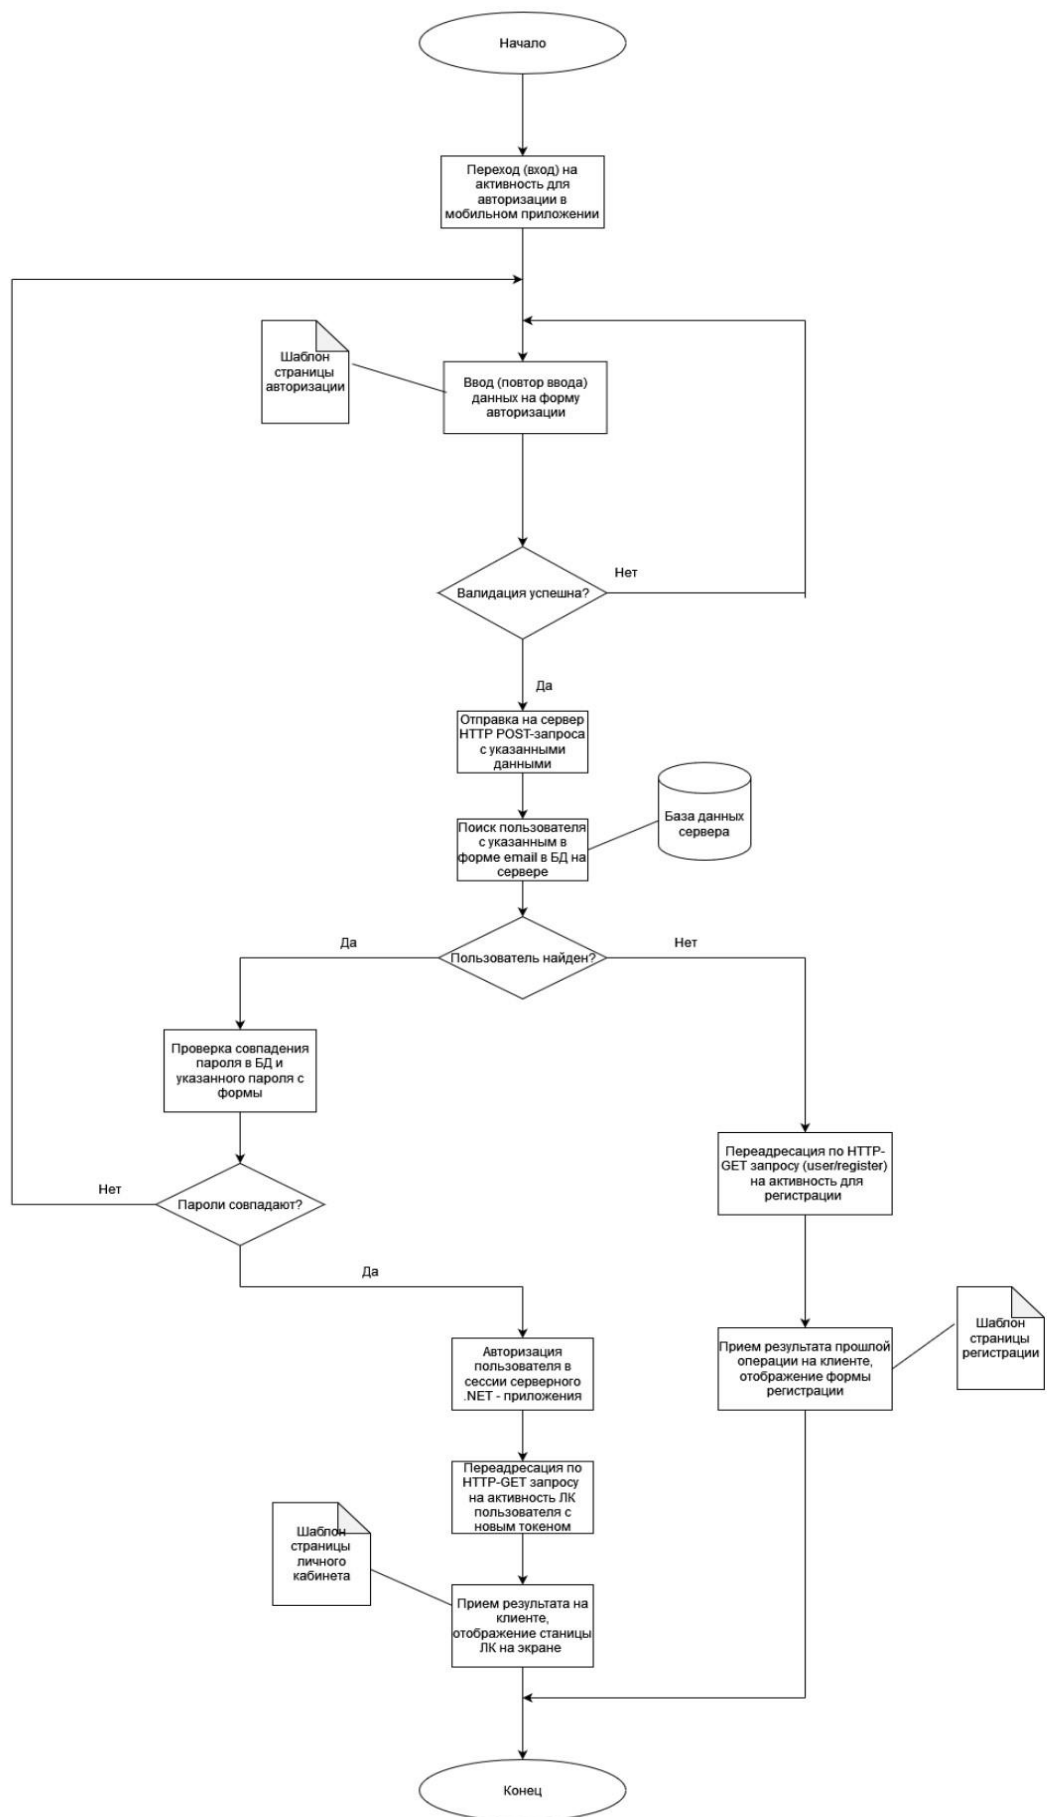 Начало
Переход (вход) на
активность для
авторизации в
мобильном приложении
Шаблон
страницы
авторизации
Ввод (повтор ввода)
данных на форму
авторизации
Валидация успешна?
Нет
Да
Отправка на сервер
HTTP POST-запроса
с указанными
данными
Поиск пользователя
с указанным в
форме email в БД на
сервере
База данных
сервера
Пользователь найден?
Да
Нет
Проверка совпадения
пароля в БД и
указанного пароля с
формы
Пароли совпадают?
Нет
Да
Переадресация по HTTP-
GET запросу (user/register)
на активность для
регистрации
Прием результата прошлой
операции на клиенте,
отображение формы
регистрации
Шаблон
страницы
регистрации
Авторизация
пользователя в
сессии серверного
.NET - приложения
Переадресация по
HTTP-GET запросу
на активность ЛК
пользователя с
новым токеном
Шаблон
страницы
личного
кабинета
Прием результата на
клиенте,
отображение станицы
ЛК на экране
Конец